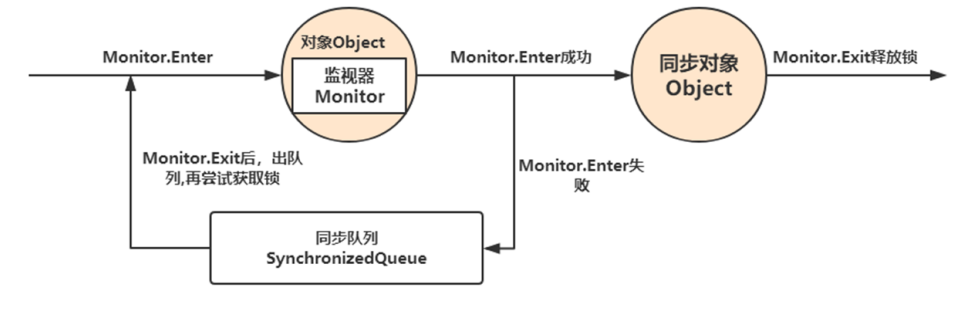 Monitor.Enter
对象Object
监视器
Monitor
Monitor.Enter成功
同步对象
Object
Monitor.Exit释放锁
Monitor.Exit后，出队
列,再尝试获取锁
Monitor.Enter失
败
同步队列
SynchronizedQueue